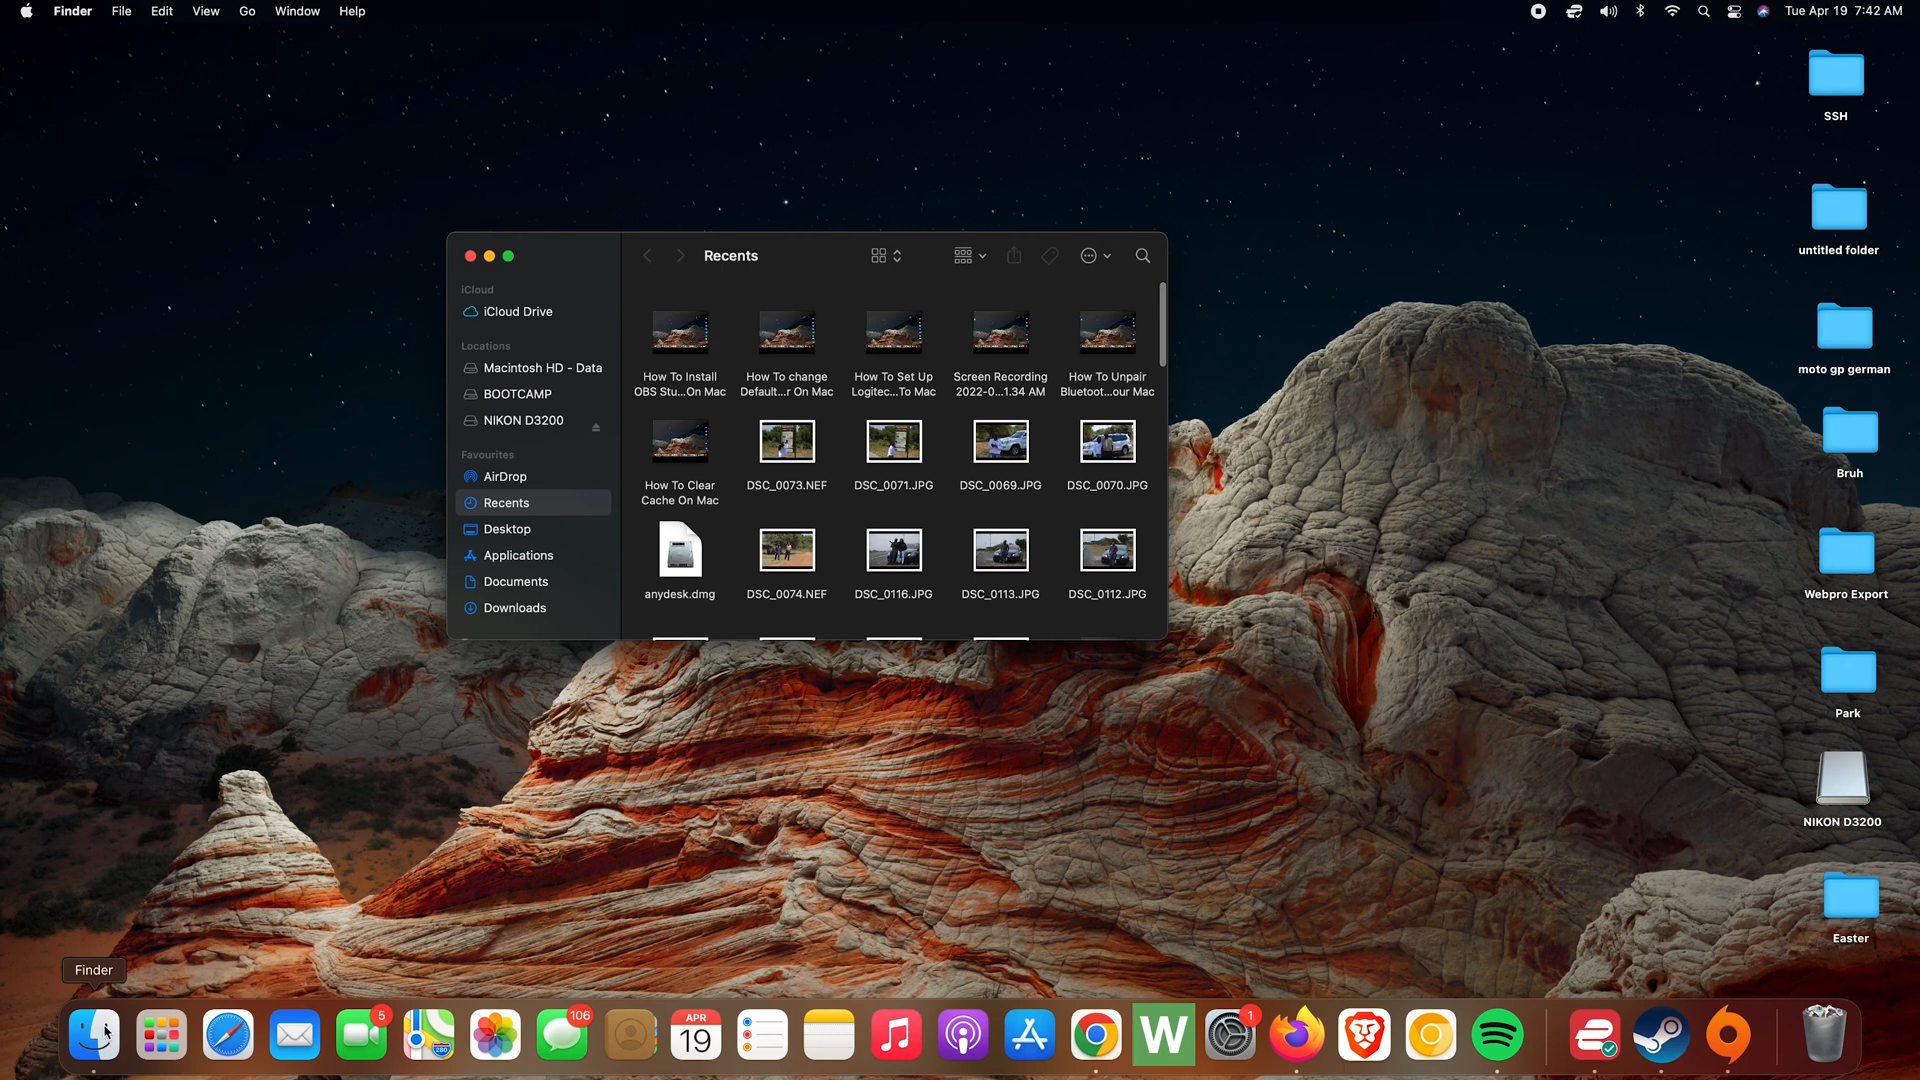 Finder File Edit View Go Window Help
Tue Apr 19 7:42 AM
SSH
untitled folder
moto gp german
Bruh
Webpro Export
Park
NIKON D3200
Easter
Recents
iCloud
iCloud Drive
Locations
Macintosh HD - Data
BOOTCAMP
NIKON D3200
Favourites
AirDrop
Recents
Desktop
Applications
Documents
Downloads
How To Install
OBS Stu...On Mac
How To change
Default...r On Mac
How To Set Up
Logitec...To Mac
Screen Recording
2022-0...1.34 AM
How To Unpair
Bluetoot...our Mac
How To Clear
Cache On Mac
DSC_0073.NEF
DSC_0071.JPG
DSC_0069.JPG
DSC_0070.JPG
anydesk.dmg
DSC_0074.NEF
DSC_0116.JPG
DSC_0113.JPG
DSC_0112.JPG
Finder
5
280
106
APR
19
W
1